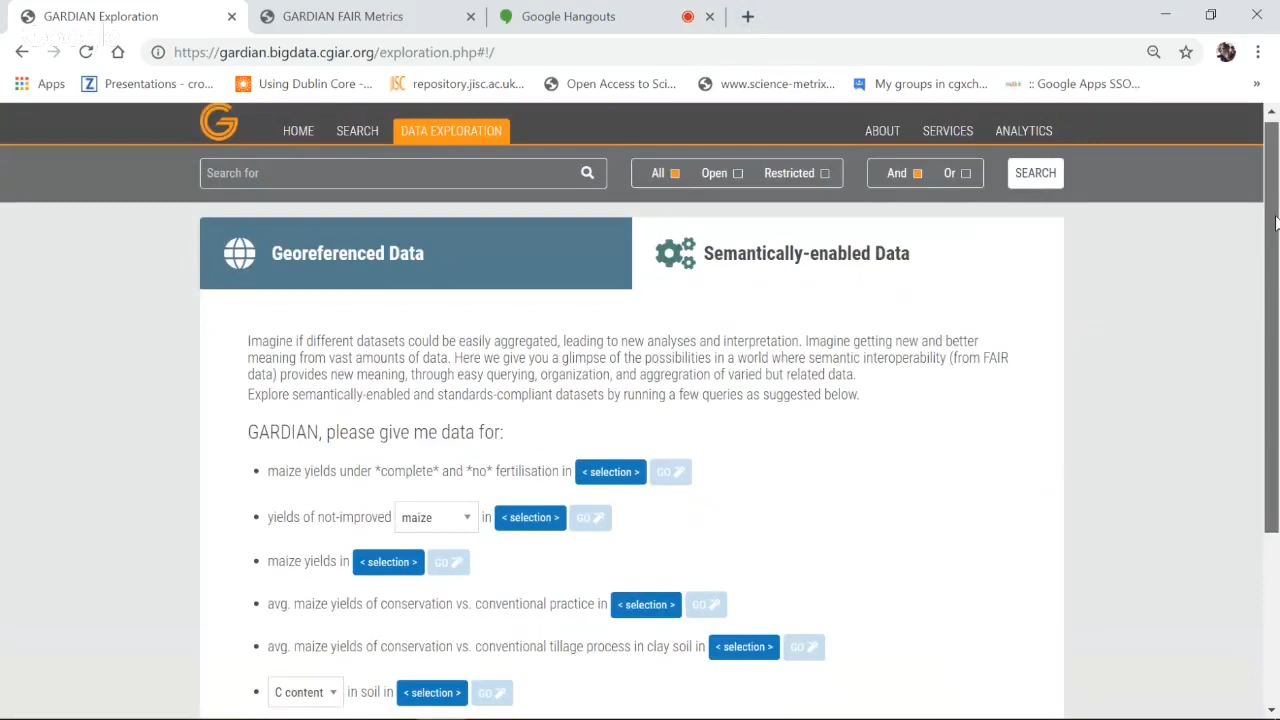 GARDIAN Exploration
GARDIAN FAIR Metrics
Google Hangouts
https://gardian.bigdata.cgiar.org/exploration.php#!/
Apps
Presentations - cro...
Using Dublin Core -...
repository.jisc.ac.uk...
Open Access to Sci...
www.science-metrix...
My groups in cgxch...
:: Google Apps SSO...
»
G
HOME
SEARCH
DATA EXPLORATION
ABOUT
SERVICES
ANALYTICS
Search for
All
Open
Restricted
And
Or
SEARCH
Georeferenced Data
Semantically-enabled Data
Imagine if different datasets could be easily aggregated, leading to new analyses and interpretation. Imagine getting new and better
meaning from vast amounts of data. Here we give you a glimpse of the possibilities in a world where semantic interoperability (from FAIR
data) provides new meaning, through easy querying, organization, and aggregation of varied but related data.
Explore semantically-enabled and standards-compliant datasets by running a few queries as suggested below.
GARDIAN, please give me data for:
• maize yields under *complete* and *no* fertilisation in < selection > GO
• yields of not-improved maize in < selection > GO
• maize yields in < selection > GO
• avg. maize yields of conservation vs. conventional practice in < selection > GO
• avg. maize yields of conservation vs. conventional tillage process in clay soil in < selection > GO
• C content in soil in < selection > GO